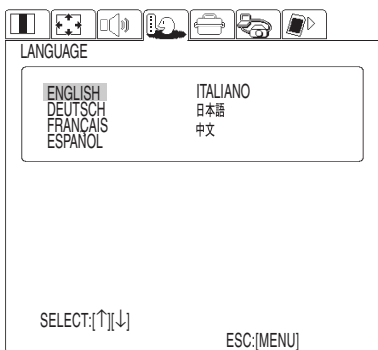 LANGUAGE
ENGLISH
DEUTSCH
FRANÇAIS
ESPAÑOL
ITALIANO
日本語
中文
SELECT:[↑][↓]
ESC:[MENU]